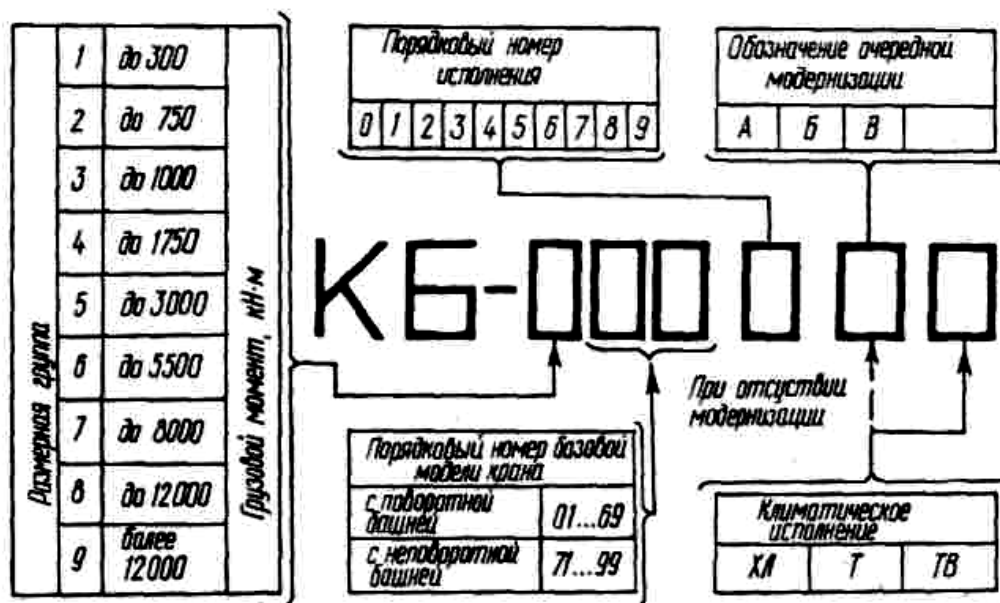 Размерная группа
1 до 300
2 до 750
3 до 1000
4 до 1750
5 до 3000
6 до 5500
7 до 8000
8 до 12000
9 более
12000
Грузовой момент, кН·м
Порядковый номер
исполнения
0 1 2 3 4 5 6 7 8 9
Обозначение очередной
модернизации
А Б В
КБ-
При отсуствии
модернизации
Порядковый номер базовой
модели крана
с поворотной
башней
01...69
с неповоротной
башней
71...99
Климатическое
исполнение
ХЛ Т ТВ